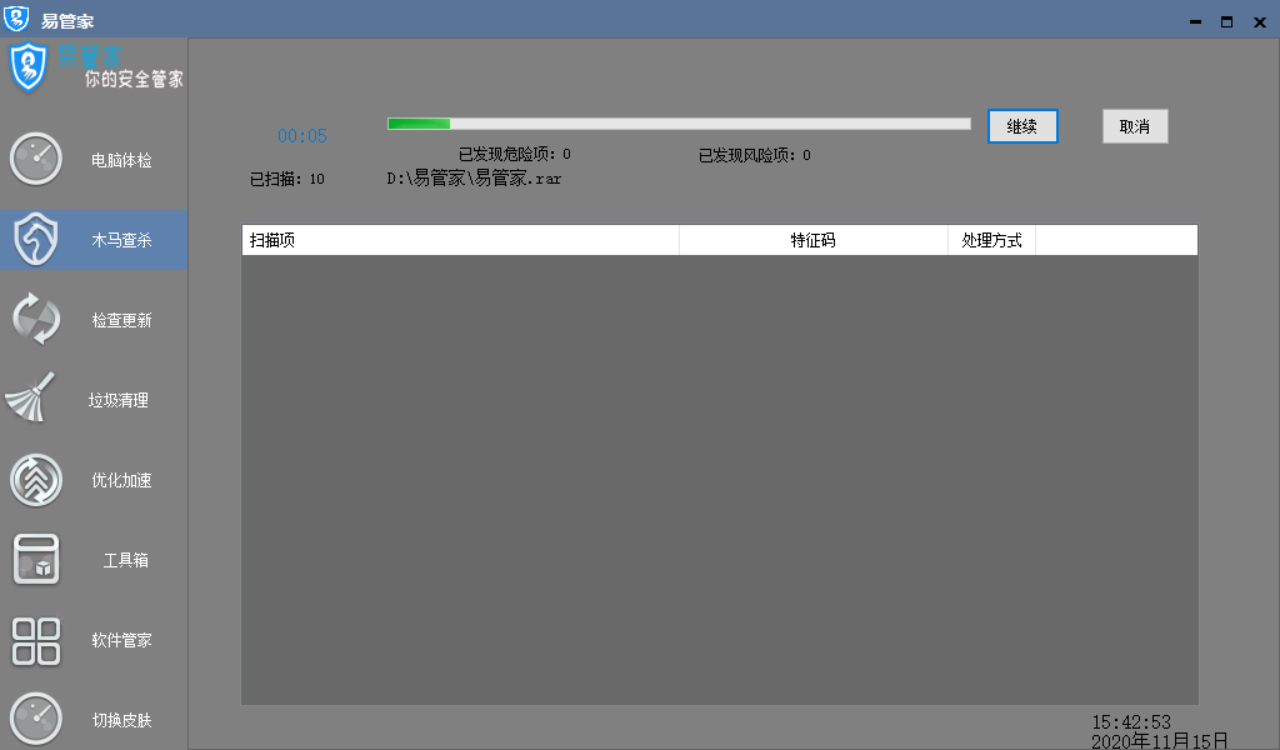 易管家
易管家
你的安全管家
电脑体检
木马查杀
检查更新
垃圾清理
优化加速
工具箱
软件管家
切换皮肤
00:05
继续
取消
已发现危险项：0
已发现风险项：0
已扫描：10
D:\易管家\易管家.rar
扫描项 特征码 处理方式
15:42:53
2020年11月15日